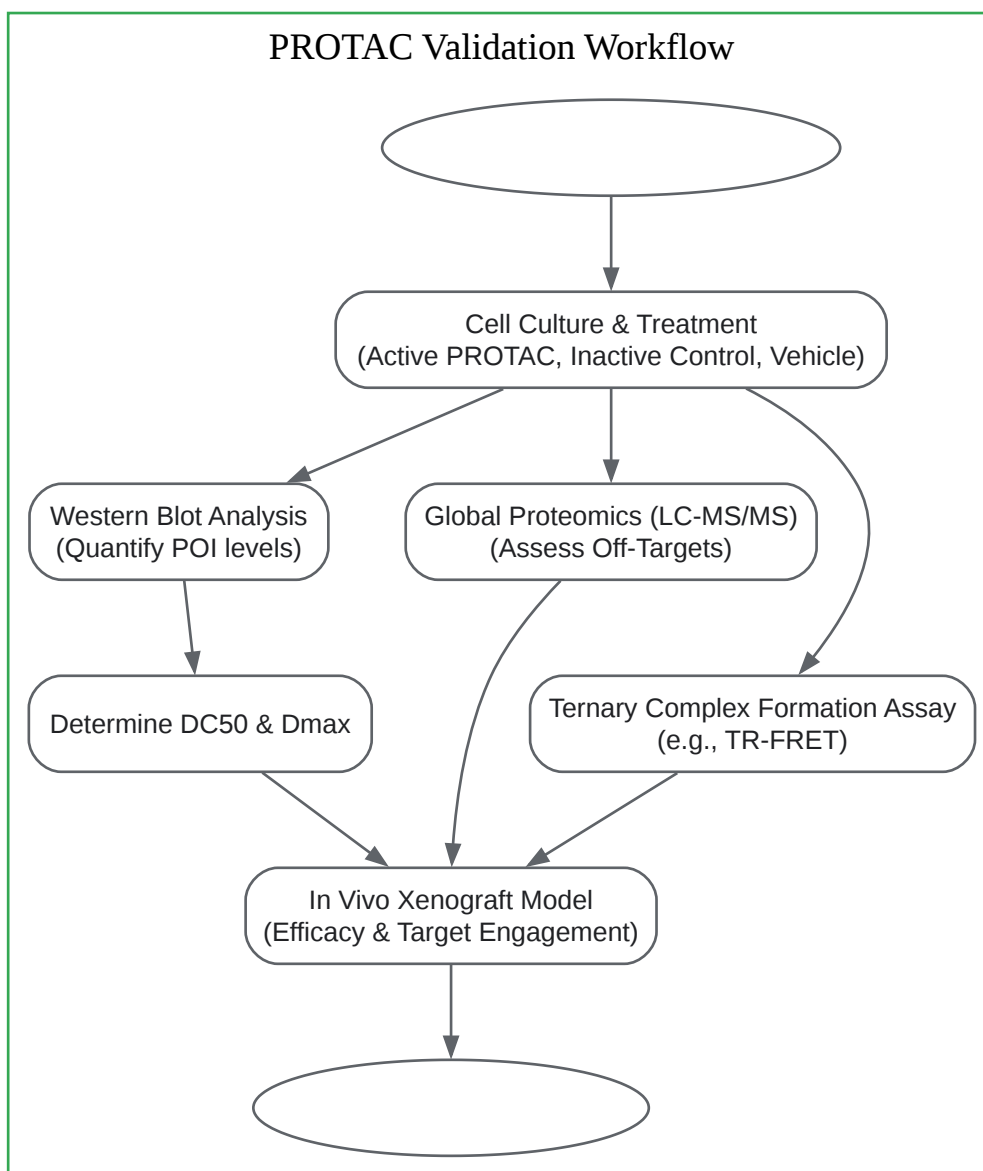 PROTAC Validation Workflow
Cell Culture & Treatment
(Active PROTAC, Inactive Control, Vehicle)
Western Blot Analysis
(Quantify POI levels)
Global Proteomics (LC-MS/MS)
(Assess Off-Targets)
Determine DC50 & Dmax
Ternary Complex Formation Assay
(e.g., TR-FRET)
In Vivo Xenograft Model
(Efficacy & Target Engagement)